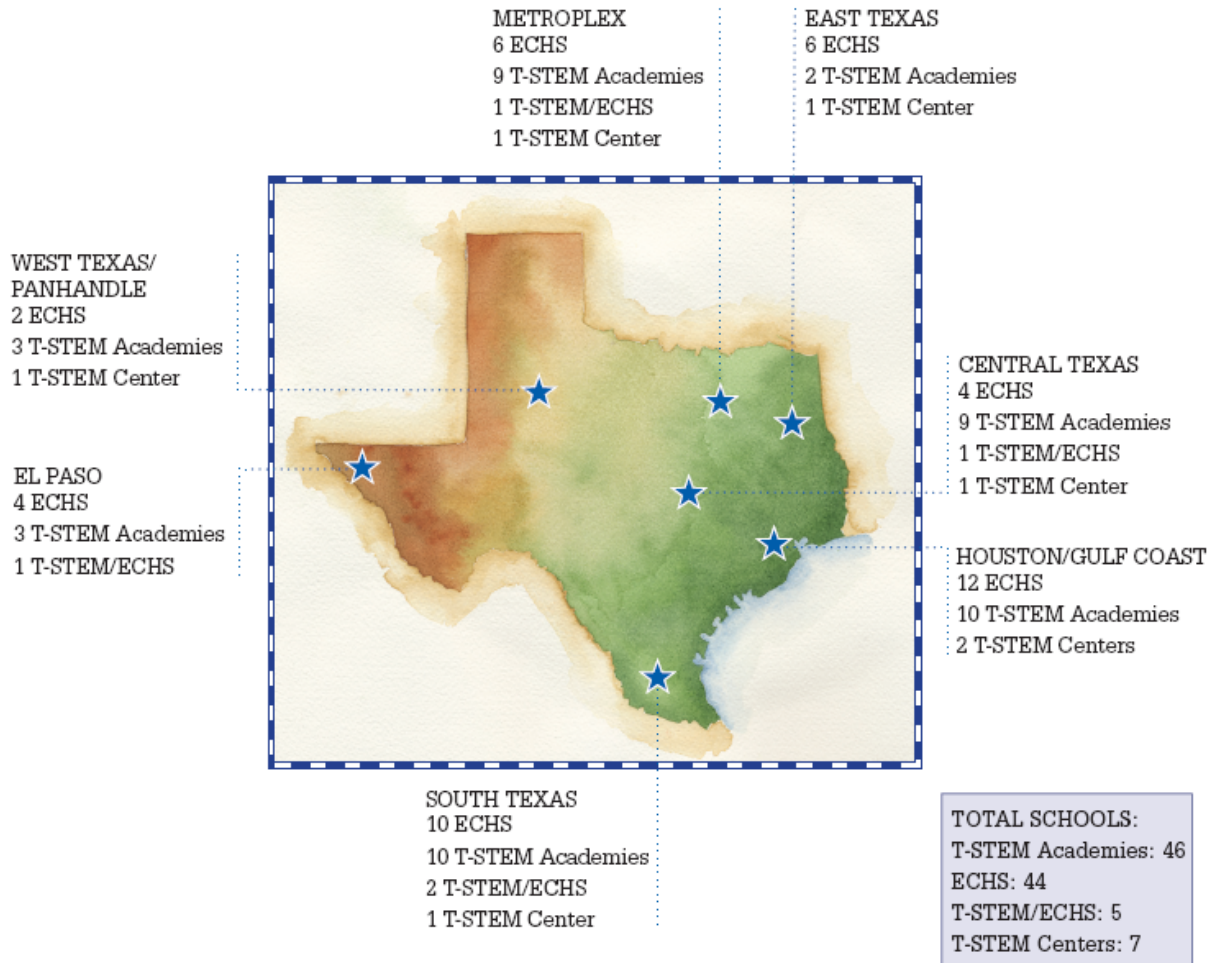 METROPLEX
6 ECHS
9 T-STEM Academies
1 T-STEM/ECHS
1 T-STEM Center
EAST TEXAS
6 ECHS
2 T-STEM Academies
1 T-STEM Center
WEST TEXAS/
PANHANDLE
2 ECHS
3 T-STEM Academies
1 T-STEM Center
CENTRAL TEXAS
4 ECHS
9 T-STEM Academies
1 T-STEM/ECHS
1 T-STEM Center
EL PASO
4 ECHS
3 T-STEM Academies
1 T-STEM/ECHS
HOUSTON/GULF COAST
12 ECHS
10 T-STEM Academies
2 T-STEM Centers
SOUTH TEXAS
10 ECHS
10 T-STEM Academies
2 T-STEM/ECHS
1 T-STEM Center
TOTAL SCHOOLS:
T-STEM Academies: 46
ECHS: 44
T-STEM/ECHS: 5
T-STEM Centers: 7